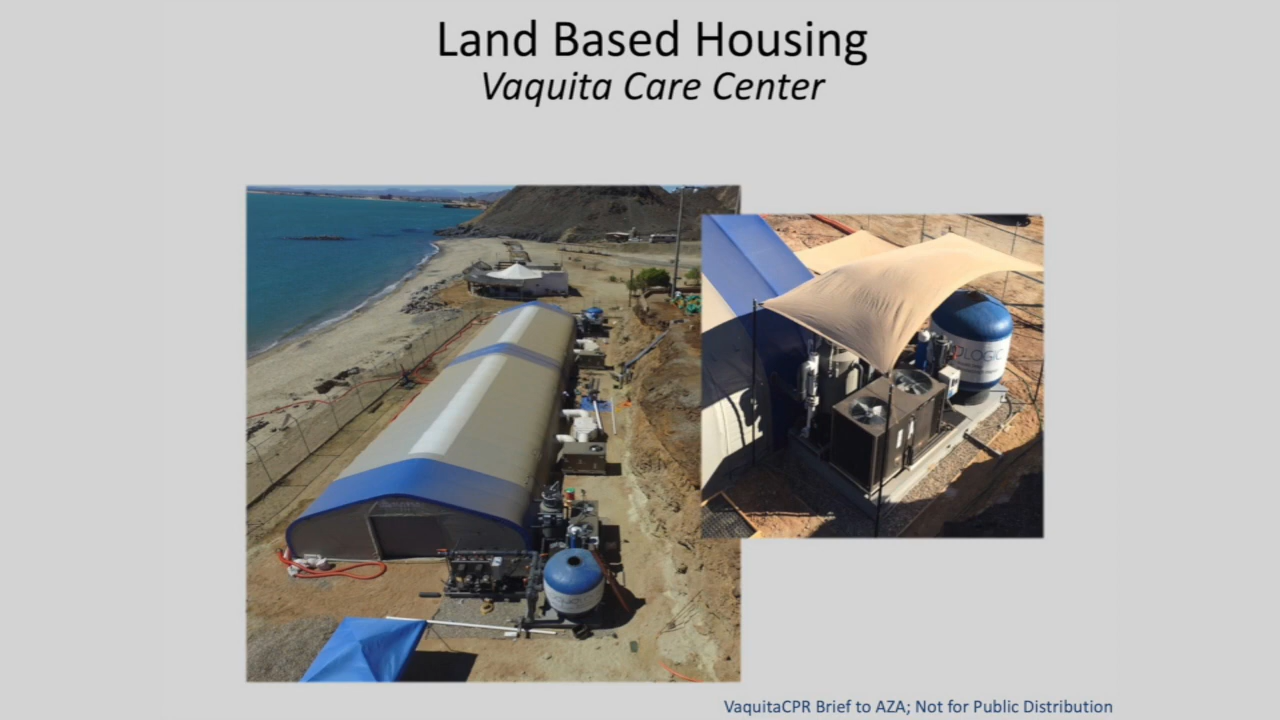 Land Based Housing
Vaquita Care Center
VaquitaCPR Brief to AZA; Not for Public Distribution